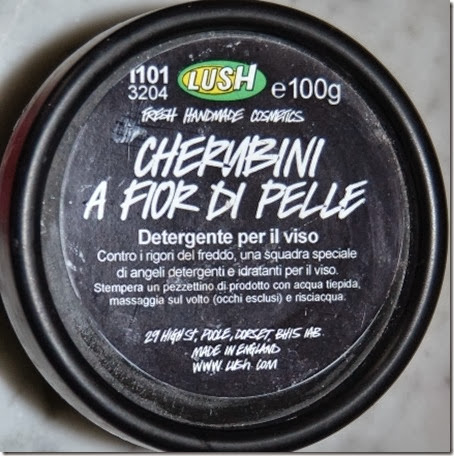 I101
3204
LUSH
e100g
FRESH HANDMADE COSMETICS
CHERUBINI
A FIOR DI PELLE
Detergente per il viso
Contro i rigori del freddo, una squadra speciale
di angeli detergenti e idratanti per il viso.
Stempera un pezzettino di prodotto con acqua tiepida,
massaggia sul volto (occhi esclusi) e risciacqua.
29 HIGH ST, POOLE, DORSET, BH15 1AB
MADE IN ENGLAND
WWW.LUSH.COM